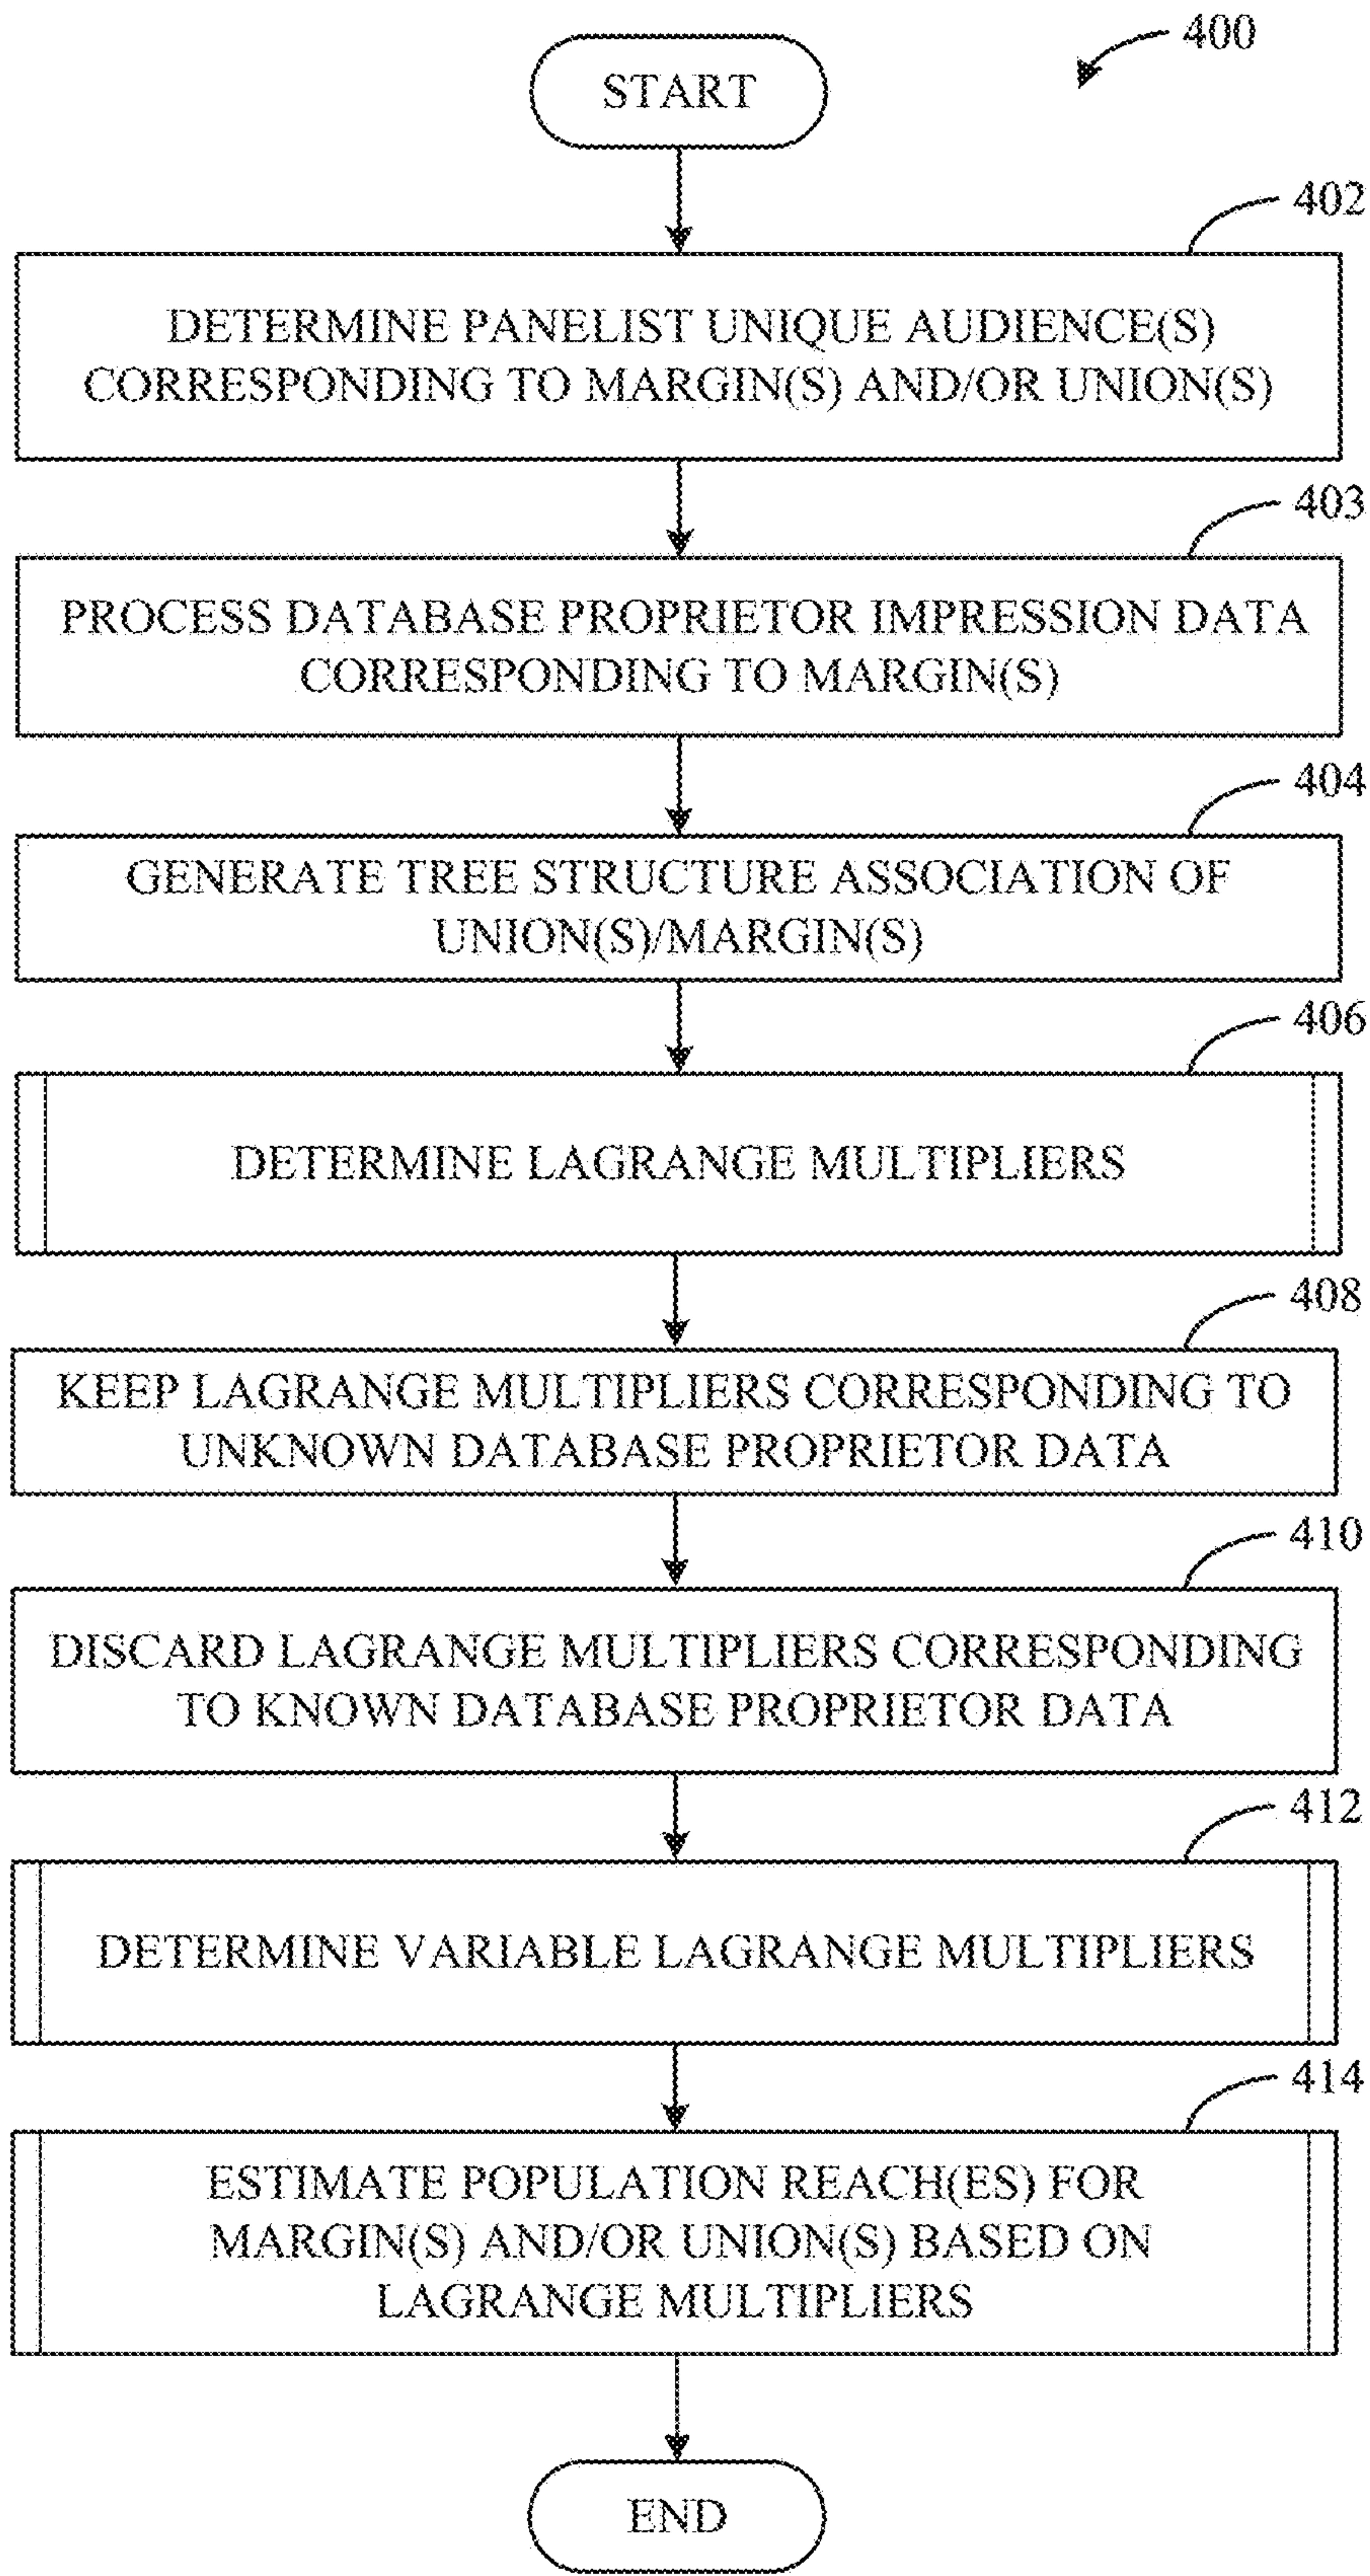 400
START
402
DETERMINE PANELIST UNIQUE AUDIENCE(S)
CORRESPONDING TO MARGIN(S) AND/OR UNION(S)
403
PROCESS DATABASE PROPRIETOR IMPRESSION DATA
CORRESPONDING TO MARGIN(S)
404
GENERATE TREE STRUCTURE ASSOCIATION OF
UNION(S)/MARGIN(S)
406
DETERMINE LAGRANGE MULTIPLIERS
408
KEEP LAGRANGE MULTIPLIERS CORRESPONDING TO
UNKNOWN DATABASE PROPRIETOR DATA
410
DISCARD LAGRANGE MULTIPLIERS CORRESPONDING
TO KNOWN DATABASE PROPRIETOR DATA
412
DETERMINE VARIABLE LAGRANGE MULTIPLIERS
414
ESTIMATE POPULATION REACH(ES) FOR
MARGIN(S) AND/OR UNION(S) BASED ON
LAGRANGE MULTIPLIERS
END